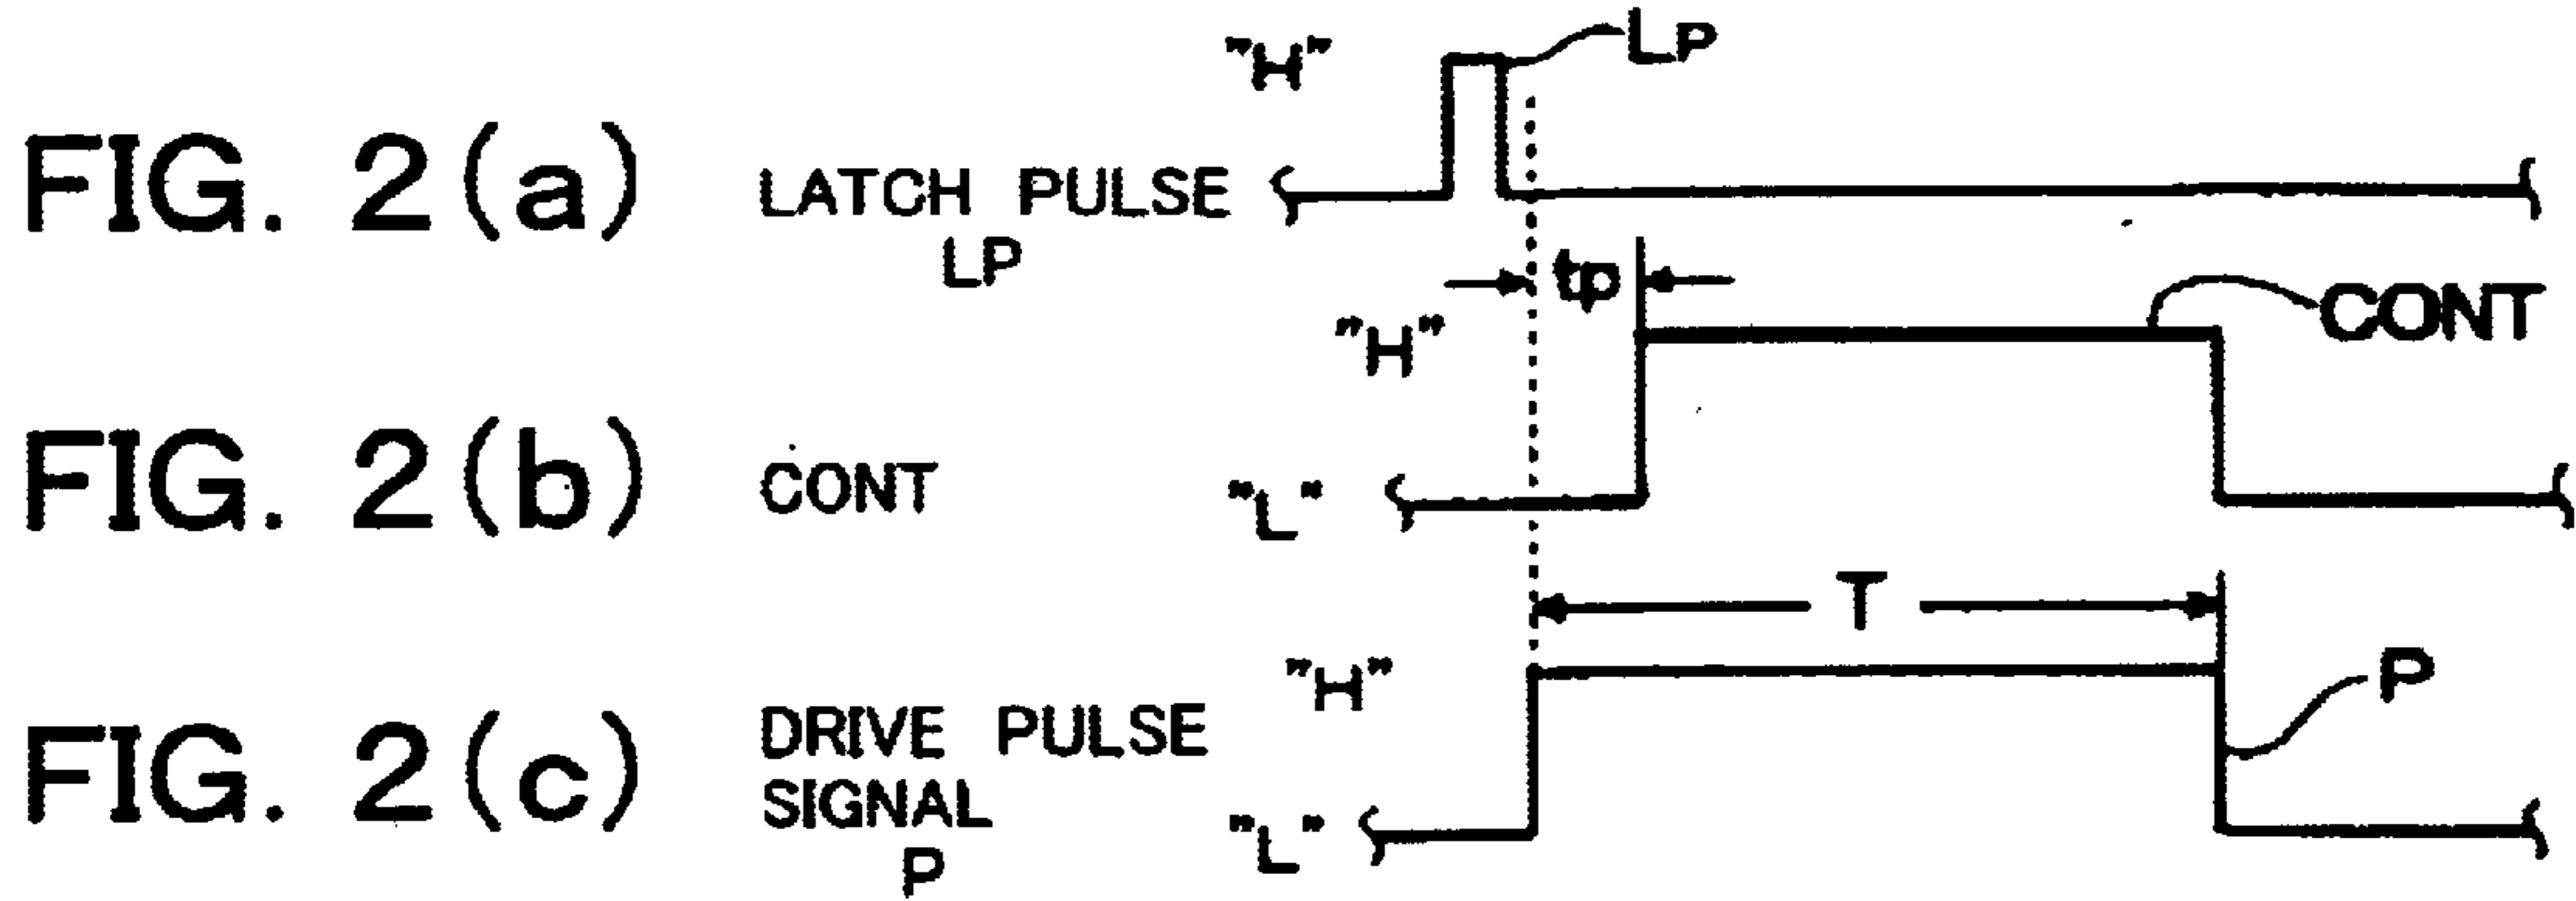 "H" LP
FIG. 2(a) LATCH PULSE
LP
tp
"H" CONT
FIG. 2(b) CONT "L"
T
"H" P
FIG. 2(c) DRIVE PULSE
SIGNAL "L"
P